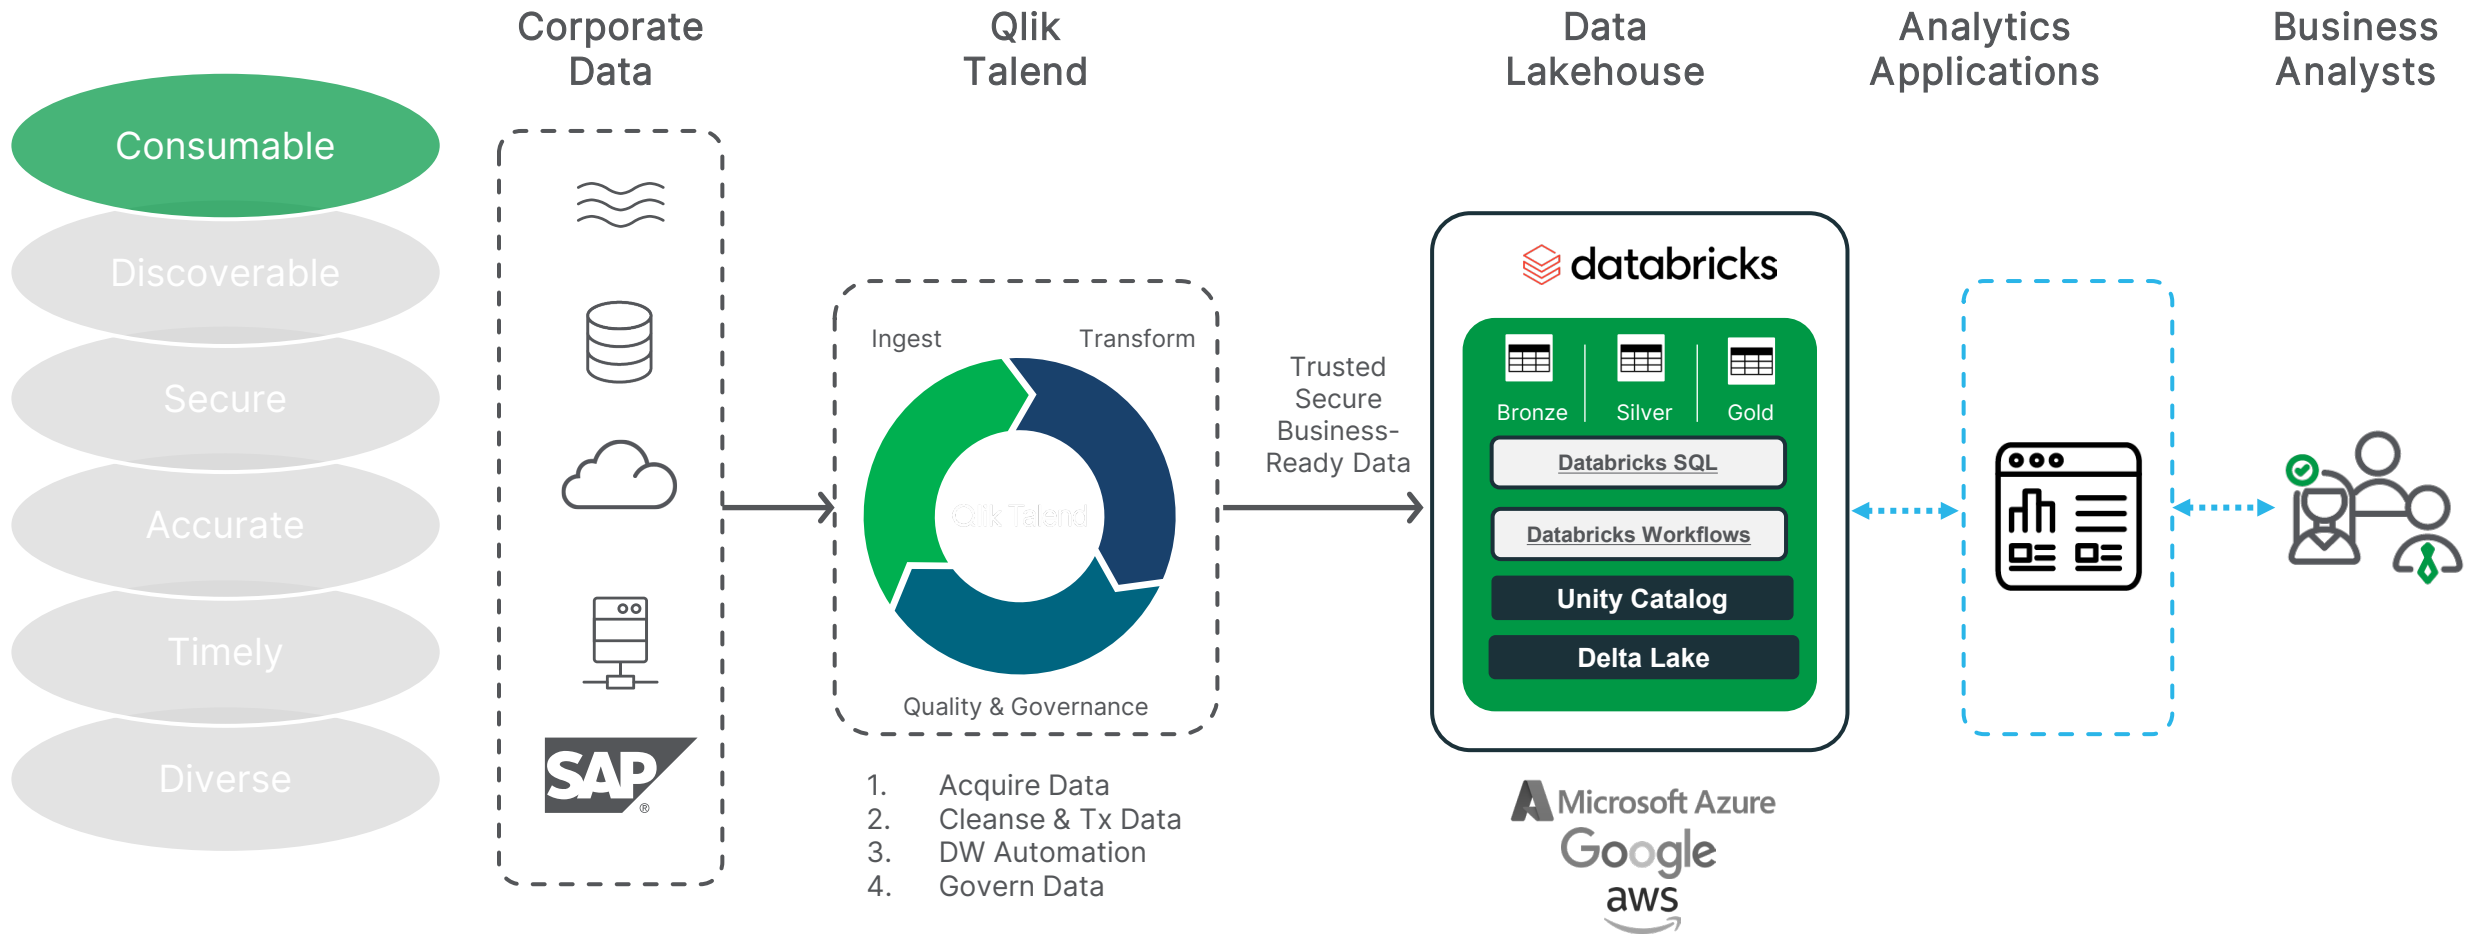 Corporate
Data
Qlik
Talend
Data
Lakehouse
Analytics
Applications
Business
Analysts
Consumable
Discoverable
Secure
Accurate
Timely
Diverse
SAP®
Ingest
Transform
Qlik Talend
Quality & Governance
1. Acquire Data
2. Cleanse & Tx Data
3. DW Automation
4. Govern Data
Trusted
Secure
Business-
Ready Data
databricks
Bronze
Silver
Gold
Databricks SQL
Databricks Workflows
Unity Catalog
Delta Lake
Microsoft Azure
Google
aws